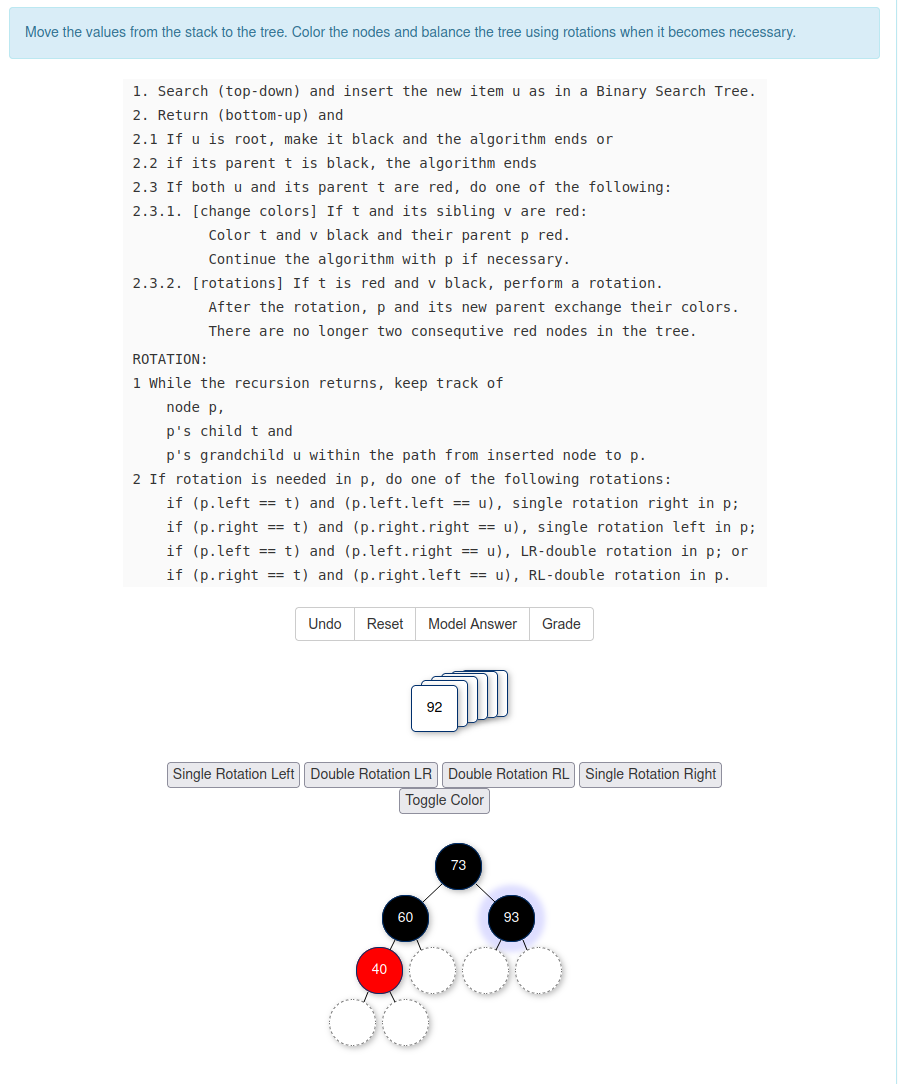 Move the values from the stack to the tree. Color the nodes and balance the tree using rotations when it becomes necessary.
1. Search (top-down) and insert the new item u as in a Binary Search Tree.
2. Return (bottom-up) and
2.1 If u is root, make it black and the algorithm ends or
2.2 if its parent t is black, the algorithm ends
2.3 If both u and its parent t are red, do one of the following:
2.3.1. [change colors] If t and its sibling v are red:
Color t and v black and their parent p red.
Continue the algorithm with p if necessary.
2.3.2. [rotations] If t is red and v black, perform a rotation.
After the rotation, p and its new parent exchange their colors.
There are no longer two consequtive red nodes in the tree.
ROTATION:
1 While the recursion returns, keep track of
node p,
p's child t and
p's grandchild u within the path from inserted node to p.
2 If rotation is needed in p, do one of the following rotations:
if (p.left == t) and (p.left.left == u), single rotation right in p;
if (p.right == t) and (p.right.right == u), single rotation left in p;
if (p.left == t) and (p.left.right == u), LR-double rotation in p; or
if (p.right == t) and (p.right.left == u), RL-double rotation in p.
Undo Reset Model Answer Grade
92
Single Rotation Left Double Rotation LR Double Rotation RL Single Rotation Right
Toggle Color
73
60 93
40